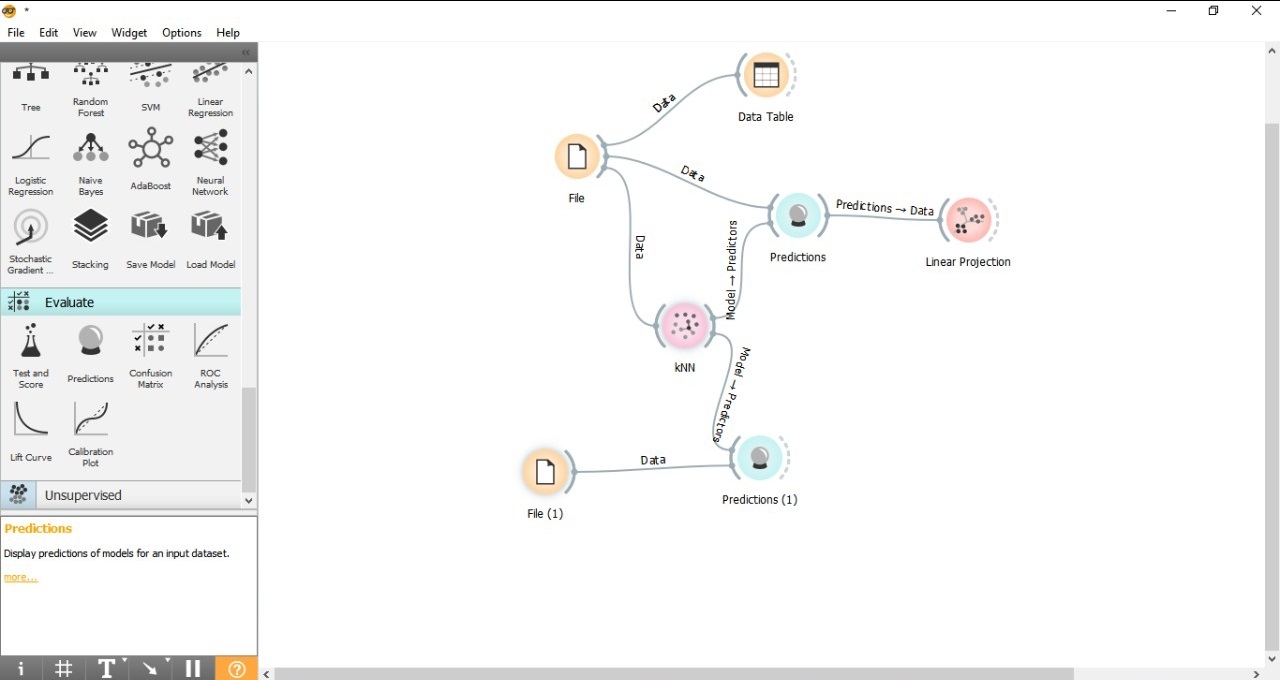 *
File Edit View Widget Options Help
Tree Random Forest SVM Linear Regression
Logistic Regression Naive Bayes AdaBoost Neural Network
Stochastic Gradient ... Stacking Save Model Load Model
Evaluate
Test and Score Predictions Confusion Matrix ROC Analysis
Lift Curve Calibration Plot
Unsupervised
Predictions
Display predictions of models for an input dataset.
more...
Data
Data Table
File
Data
Data
Predictions
Predictions → Data
Linear Projection
Model → Predictors
kNN
Model → Predictors
File (1)
Data
Predictions (1)